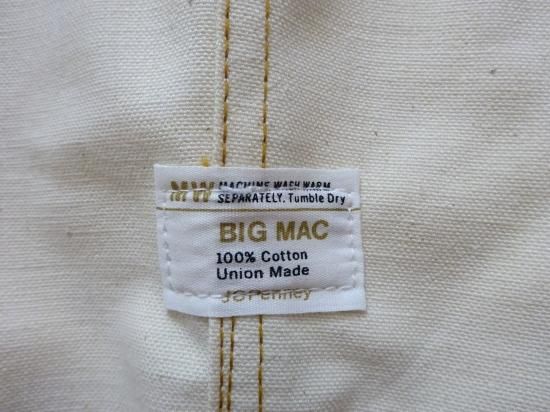 MW MACHINE WASH WARM
SEPARATELY. Tumble Dry
BIG MAC
100% Cotton
Union Made
JCPenney